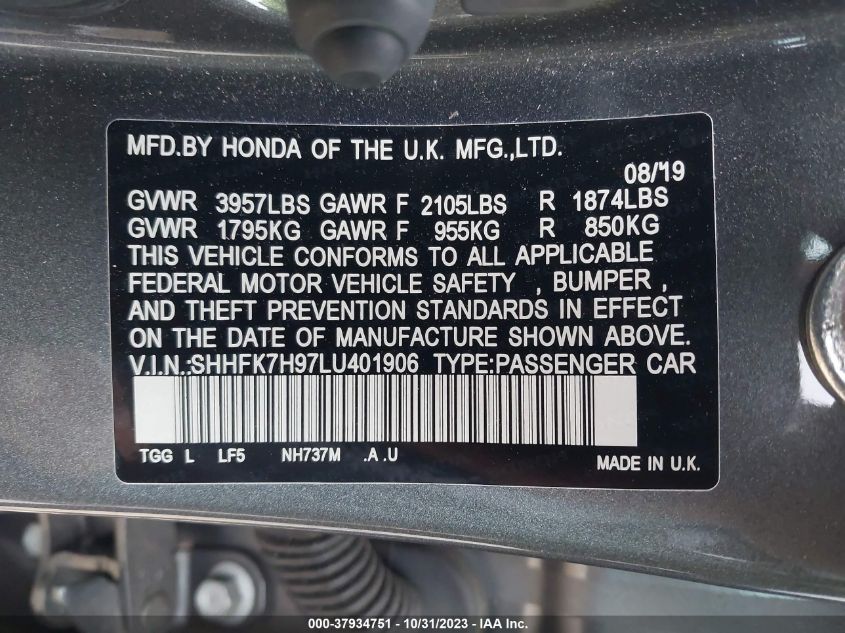 MFD.BY HONDA OF THE U.K. MFG.,LTD.
08/19
GVWR 3957LBS GAWR F 2105LBS R 1874LBS
GVWR 1795KG GAWR F 955KG R 850KG
THIS VEHICLE CONFORMS TO ALL APPLICABLE
FEDERAL MOTOR VEHICLE SAFETY , BUMPER ,
AND THEFT PREVENTION STANDARDS IN EFFECT
ON THE DATE OF MANUFACTURE SHOWN ABOVE.
V.I.N.:SHHFK7H97LU401906 TYPE:PASSENGER CAR
TGG L LF5 NH737M .A .U
MADE IN U.K.
000-37934751 - 10/31/2023 - IAA Inc.